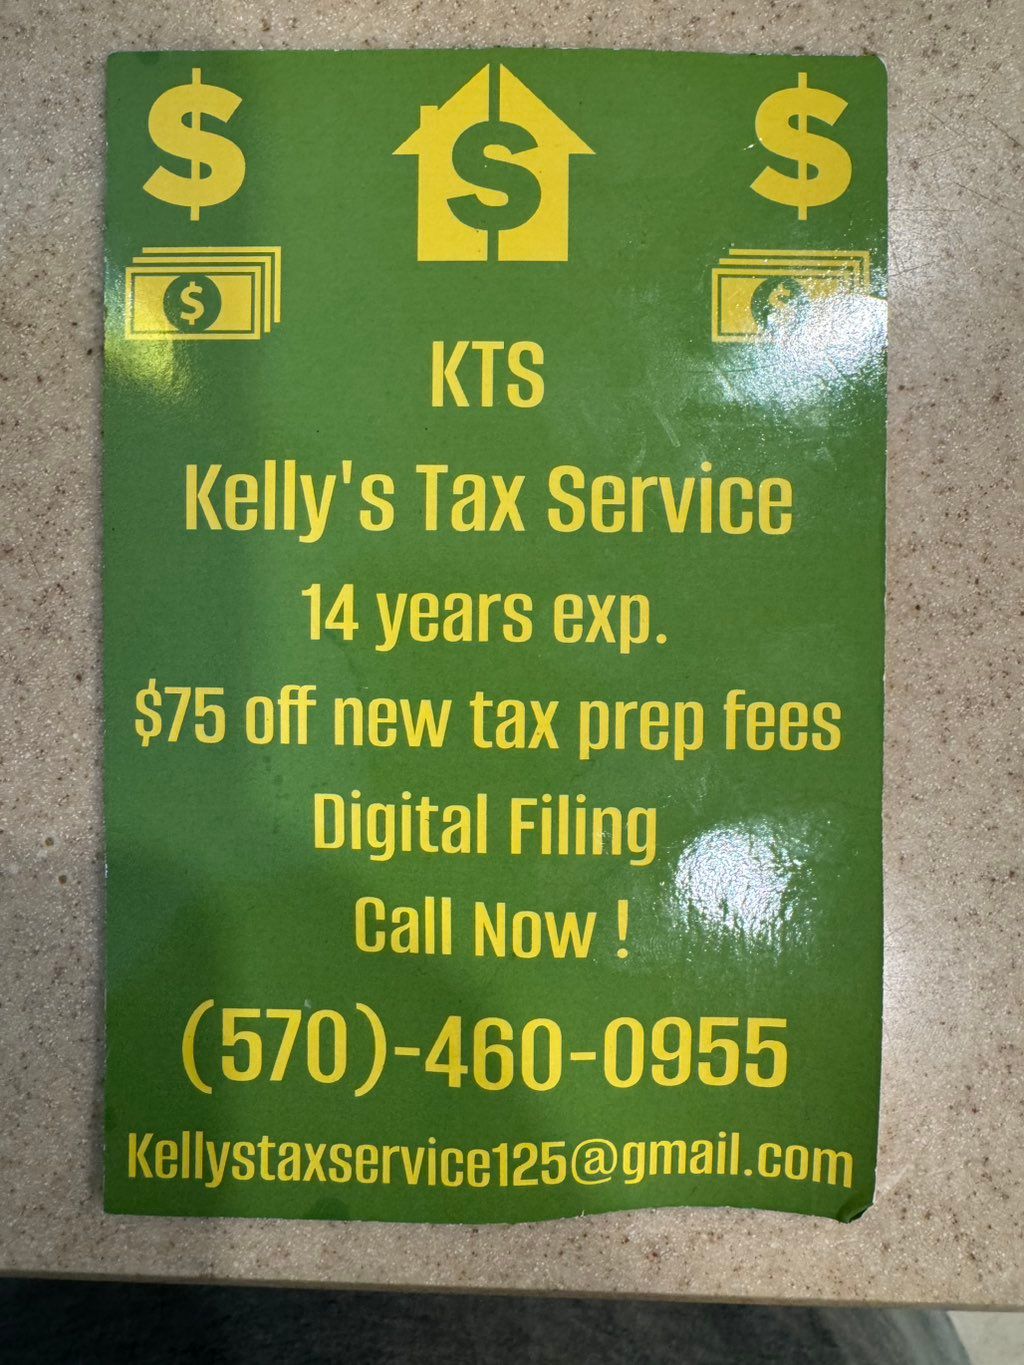 $ $ $
$ $
KTS
Kelly's Tax Service
14 years exp.
$75 off new tax prep fees
Digital Filing
Call Now !
(570)-460-0955
Kellystaxservice125@gmail.com